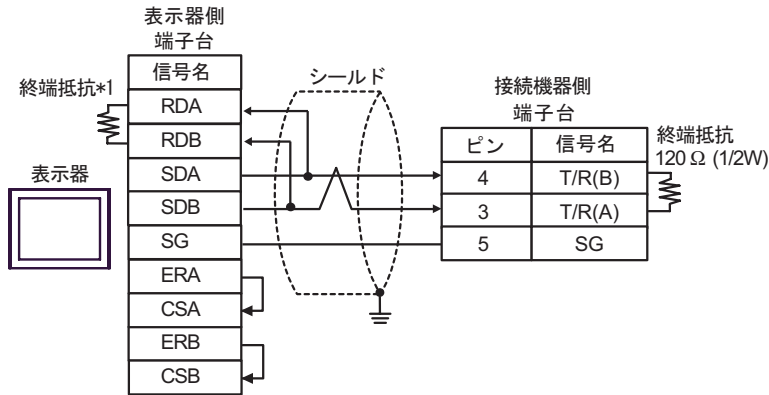 表示器側
端子台
信号名
終端抵抗*1
RDA
RDB
SDA
SDB
SG
ERA
CSA
ERB
CSB
表示器
シールド
接続機器側
端子台
ピン 信号名
4 T/R(B)
3 T/R(A)
5 SG
終端抵抗
120 Ω (1/2W)